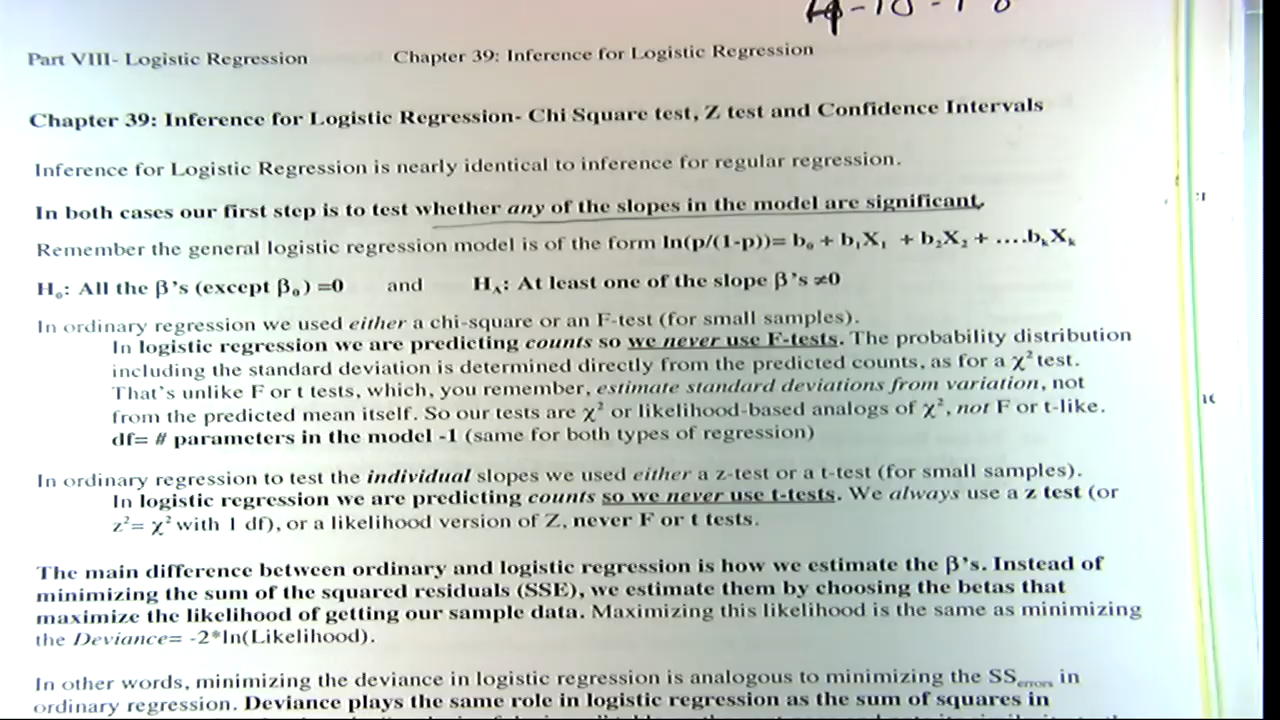 Part VIII- Logistic Regression Chapter 39: Inference for Logistic Regression
Chapter 39: Inference for Logistic Regression- Chi Square test, Z test and Confidence Intervals
Inference for Logistic Regression is nearly identical to inference for regular regression.
In both cases our first step is to test whether any of the slopes in the model are significant.
Remember the general logistic regression model is of the form ln(p/(1-p))= b₀ + b₁X₁ + b₂X₂ + ....bₖXₖ
H₀: All the β's (except β₀) =0 and H_A: At least one of the slope β's ≠0
In ordinary regression we used either a chi-square or an F-test (for small samples).
In logistic regression we are predicting counts so we never use F-tests. The probability distribution
including the standard deviation is determined directly from the predicted counts, as for a χ² test.
That's unlike F or t tests, which, you remember, estimate standard deviations from variation, not
from the predicted mean itself. So our tests are χ² or likelihood-based analogs of χ², not F or t-like.
df= # parameters in the model -1 (same for both types of regression)
In ordinary regression to test the individual slopes we used either a z-test or a t-test (for small samples).
In logistic regression we are predicting counts so we never use t-tests. We always use a z test (or
z²= χ² with 1 df), or a likelihood version of Z, never F or t tests.
The main difference between ordinary and logistic regression is how we estimate the β's. Instead of
minimizing the sum of the squared residuals (SSE), we estimate them by choosing the betas that
maximize the likelihood of getting our sample data. Maximizing this likelihood is the same as minimizing
the Deviance= -2*ln(Likelihood).
In other words, minimizing the deviance in logistic regression is analogous to minimizing the SSerrors in
ordinary regression. Deviance plays the same role in logistic regression as the sum of squares in